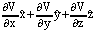 ∂V/∂x x̂ + ∂V/∂y ŷ + ∂V/∂z ẑ